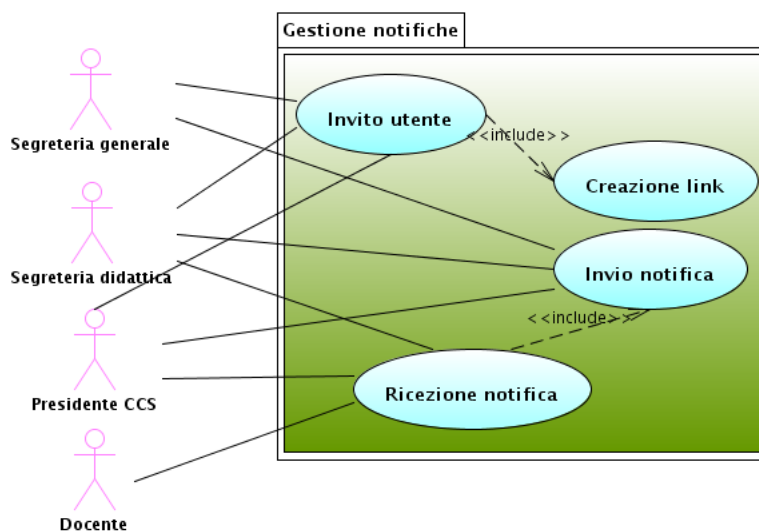 Gestione notifiche
Segreteria generale
Invito utente
<<include>>
Creazione link
Segreteria didattica
Invio notifica
<<include>>
Presidente CCS
Ricezione notifica
Docente